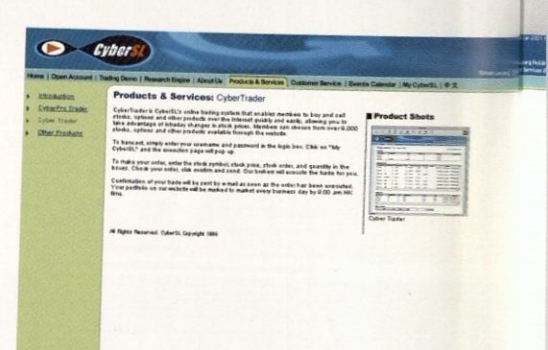 CyberSL
Home | Open Account | Trading Demo | Research Engine | About Us | Products & Services | Customer Service | Events Calendar | My CyberSL | 中文
Introduction
CyberPro Trader
Cyber Trader
Other Products
Products & Services: CyberTrader
CyberTrader is CyberSL's online trading system that enables members to buy and sell
stocks, options and other products over the Internet quickly and easily, allowing you to
take advantage of intraday changes in stock prices. Members can choose from over 8,000
stocks, options and other products available through the website.
To transact, simply enter your username and password in the login box. Click on "My
CyberSL" and the execution page will pop up.
To make your order, enter the stock symbol, stock price, stock order, and quantity in the
boxes. Check your order, click confirm and send. Our brokers will execute the trade for you.
Confirmation of your trade will be sent by e-mail as soon as the order has been executed.
Your portfolio on our website will be marked to market every business day by 8:00 am HK
time.
Product Shots
Cyber Trader
All Rights Reserved. CyberSL Copyright 1999